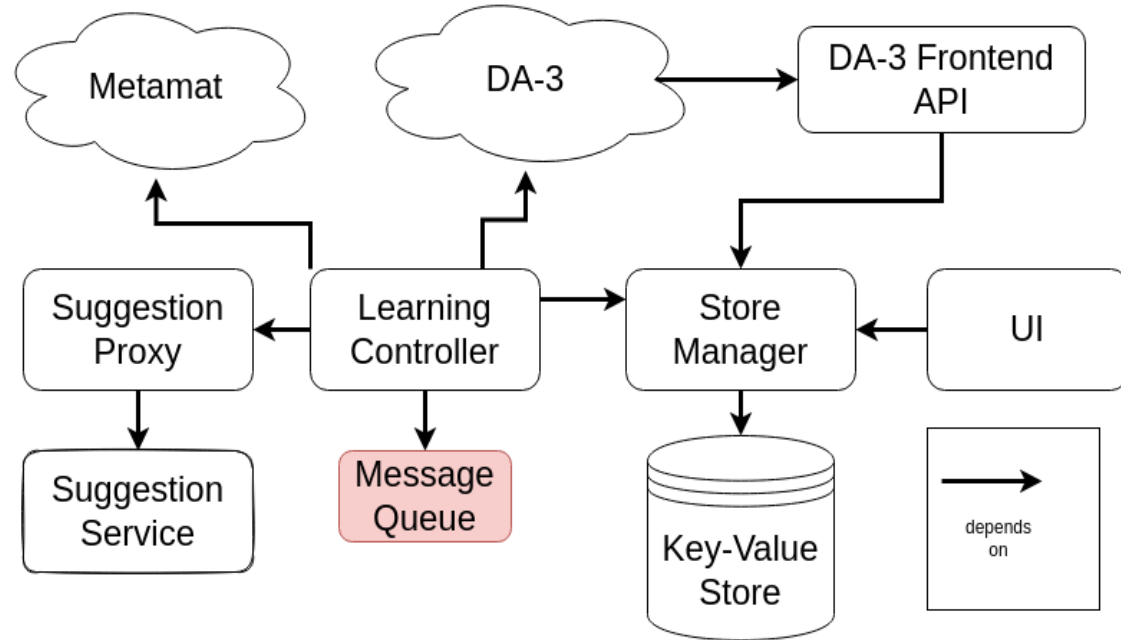 Metamat
DA-3
DA-3 Frontend
API
Suggestion
Proxy
Learning
Controller
Store
Manager
UI
Suggestion
Service
Message
Queue
Key-Value
Store
depends
on